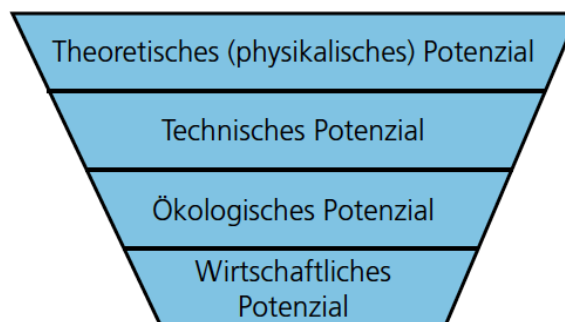 Theoretisches (physikalisches) Potenzial
Technisches Potenzial
Ökologisches Potenzial
Wirtschaftliches
Potenzial